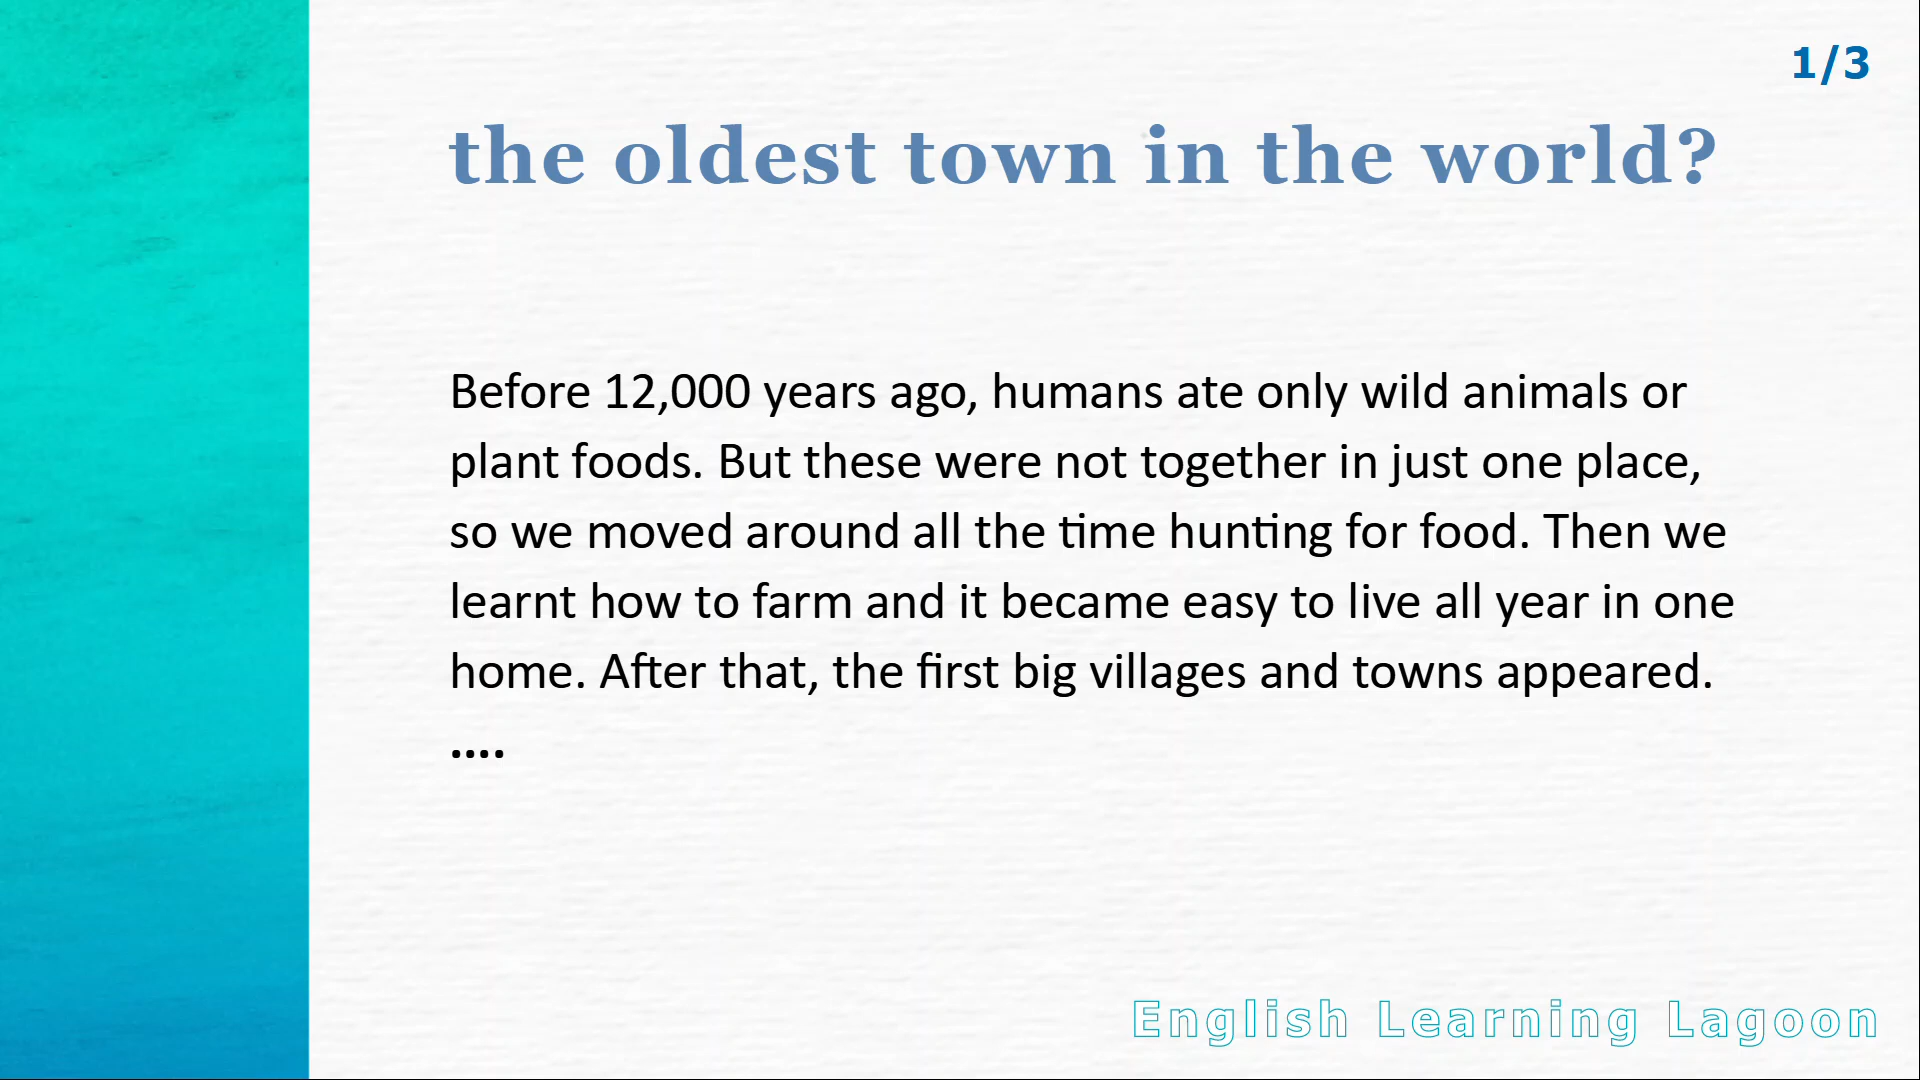 1/3
the oldest town in the world?
Before 12,000 years ago, humans ate only wild animals or
plant foods. But these were not together in just one place,
so we moved around all the time hunting for food. Then we
learnt how to farm and it became easy to live all year in one
home. After that, the first big villages and towns appeared.
....
English Learning Lagoon